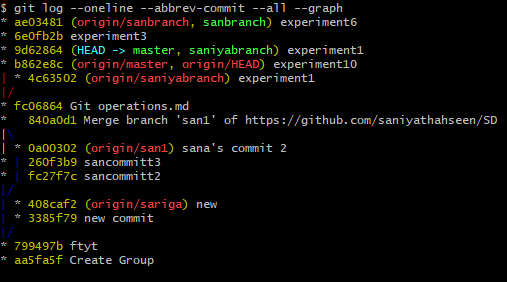 $ git log --oneline --abbrev-commit --all --graph
* ae03481 (origin/sanbranch, sanbranch) experiment6
* 6e0fb2b experiment3
* 9d62864 (HEAD -> master, saniyabranch) experiment1
* b862e8c (origin/master, origin/HEAD) experiment10
| * 4c63502 (origin/saniyabranch) experiment1
|/
* fc06864 Git operations.md
*   840a0d1 Merge branch 'san1' of https://github.com/saniyathahseen/SD
|\
| * 0a00302 (origin/san1) sana's commit 2
* | 260f3b9 sancommitt3
* | fc27f7c sancommitt2
|/
| * 408caf2 (origin/sariga) new
| * 3385f79 new commit
|/
* 799497b ftyt
* aa5fa5f Create Group